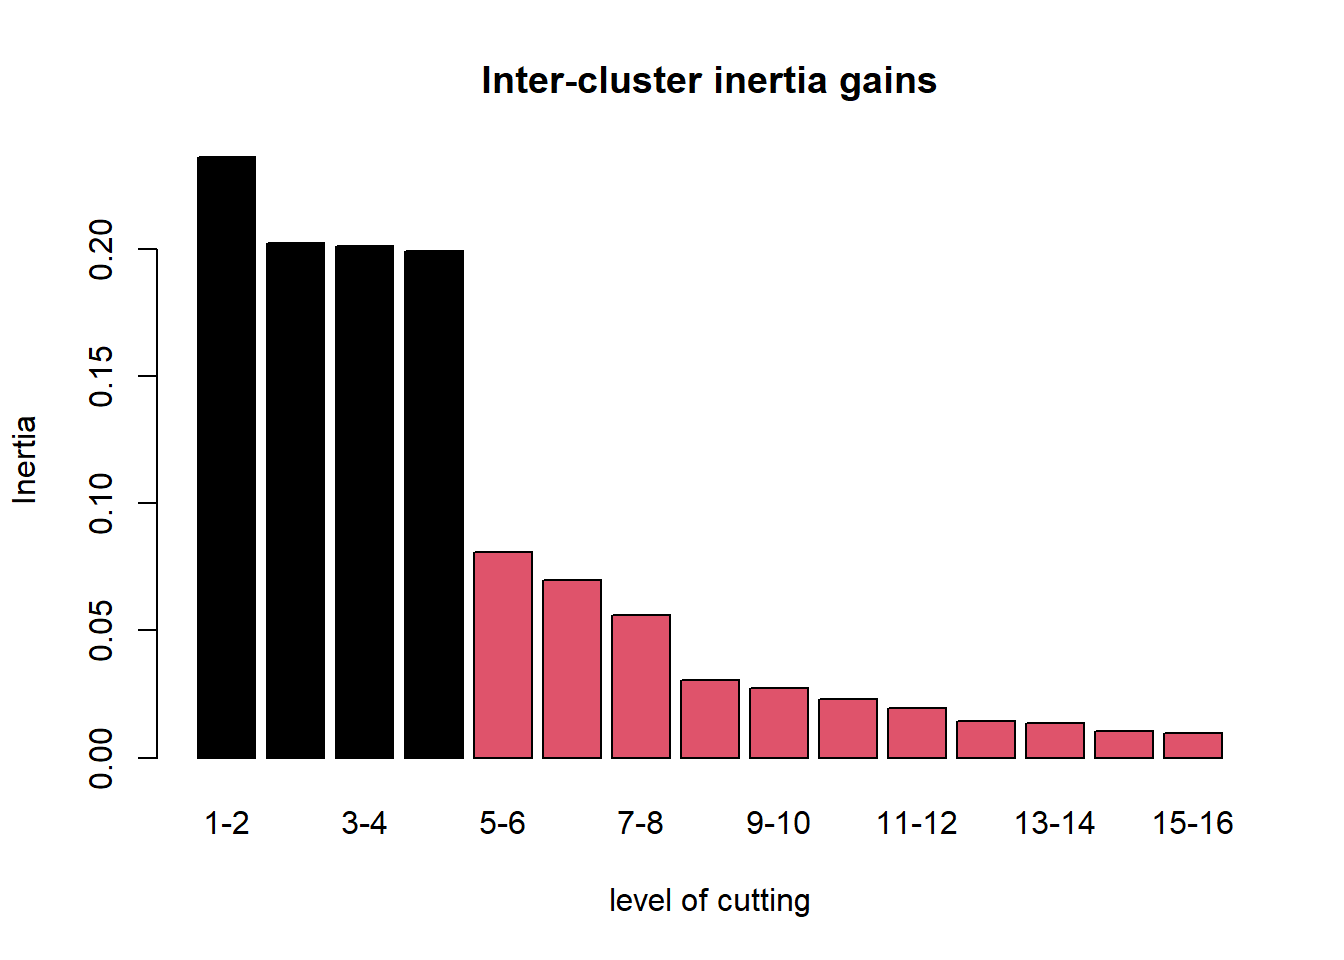 Inter-cluster inertia gains
Inertia
0.20
0.15
0.10
0.05
0.00
1-2 3-4 5-6 7-8 9-10 11-12 13-14 15-16
level of cutting